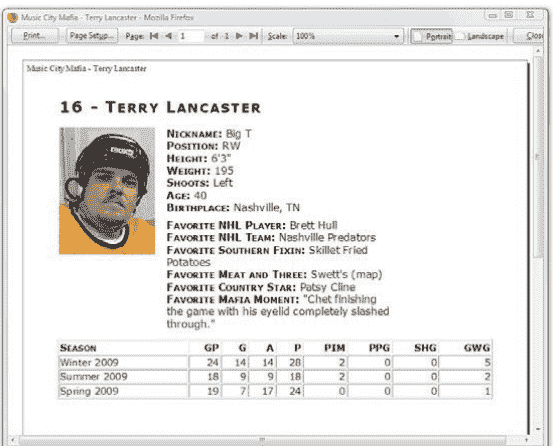 Music City Mafia - Terry Lancaster - Mozilla Firefox
Print... Page Setup... Page: 1 of 1 Scale: 100% Portrait Landscape Close
Music City Mafia - Terry Lancaster
16 - TERRY LANCASTER
NICKNAME: Big T
POSITION: RW
HEIGHT: 6'3"
WEIGHT: 195
SHOOTS: Left
AGE: 40
BIRTHPLACE: Nashville, TN
FAVORITE NHL PLAYER: Brett Hull
FAVORITE NHL TEAM: Nashville Predators
FAVORITE SOUTHERN FIXIN: Skillet Fried
Potatoes
FAVORITE MEAT AND THREE: Swett's (map)
FAVORITE COUNTRY STAR: Patsy Cline
FAVORITE MAFIA MOMENT: "Chet finishing
the game with his eyelid completely slashed
through."
SEASON GP G A P PIM PPG SHG GWG
Winter 2009 24 14 14 28 2 0 0 5
Summer 2009 18 9 9 18 2 0 0 2
Spring 2009 19 7 17 24 0 0 0 1